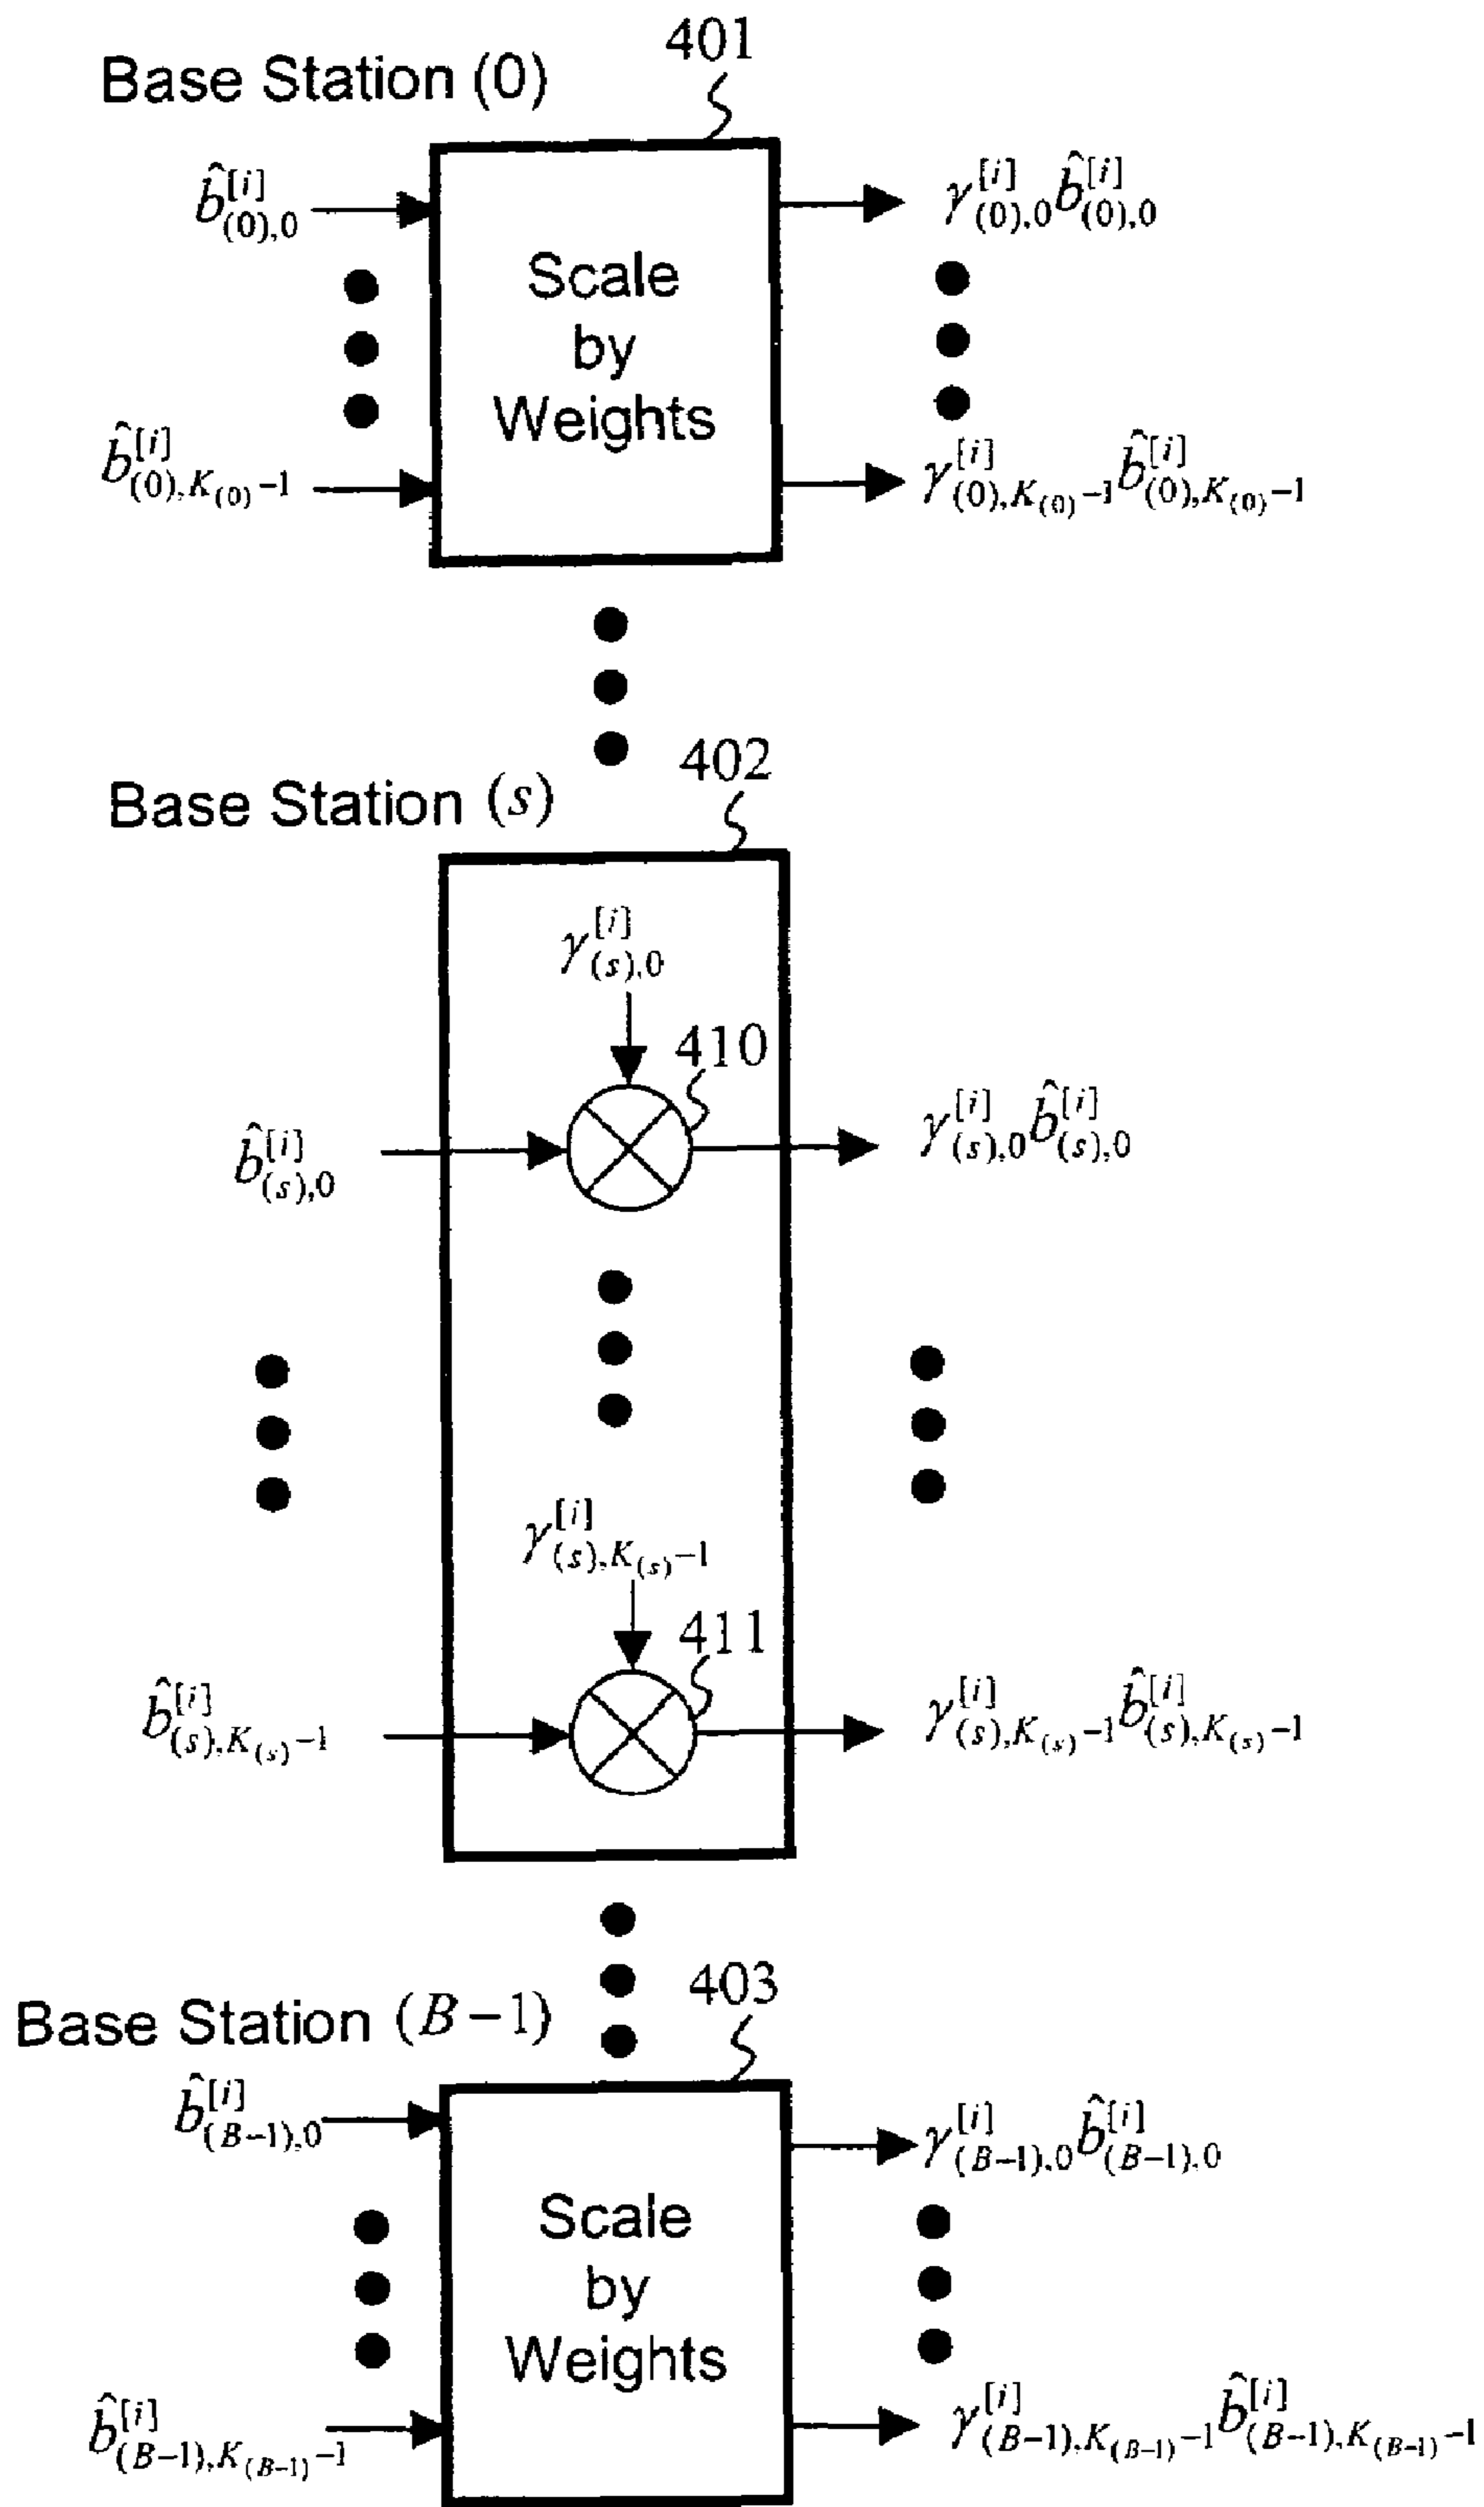 401
Base Station (0)
b̂^{[i]}_{(0),0}
γ^{[i]}_{(0),0} b̂^{[i]}_{(0),0}
Scale
by
Weights
b̂^{[i]}_{(0),K_{(0)}-1}
γ^{[i]}_{(0),K_{(0)}-1} b̂^{[i]}_{(0),K_{(0)}-1}
402
Base Station (s)
γ^{[i]}_{(s),0}
410
b̂^{[i]}_{(s),0}
γ^{[i]}_{(s),0} b̂^{[i]}_{(s),0}
γ^{[i]}_{(s),K_{(s)}-1}
411
b̂^{[i]}_{(s),K_{(s)}-1}
γ^{[i]}_{(s),K_{(s)}-1} b̂^{[i]}_{(s),K_{(s)}-1}
403
Base Station (B-1)
b̂^{[i]}_{(B-1),0}
γ^{[i]}_{(B-1),0} b̂^{[i]}_{(B-1),0}
Scale
by
Weights
b̂^{[i]}_{(B-1),K_{(B-1)}-1}
γ^{[i]}_{(B-1),K_{(B-1)}-1} b̂^{[i]}_{(B-1),K_{(B-1)}-1}